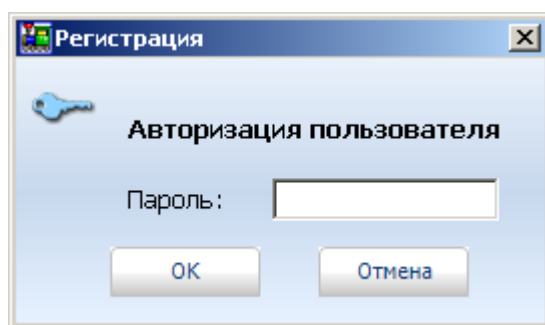 Регистрация
Авторизация пользователя
Пароль:
OK Отмена